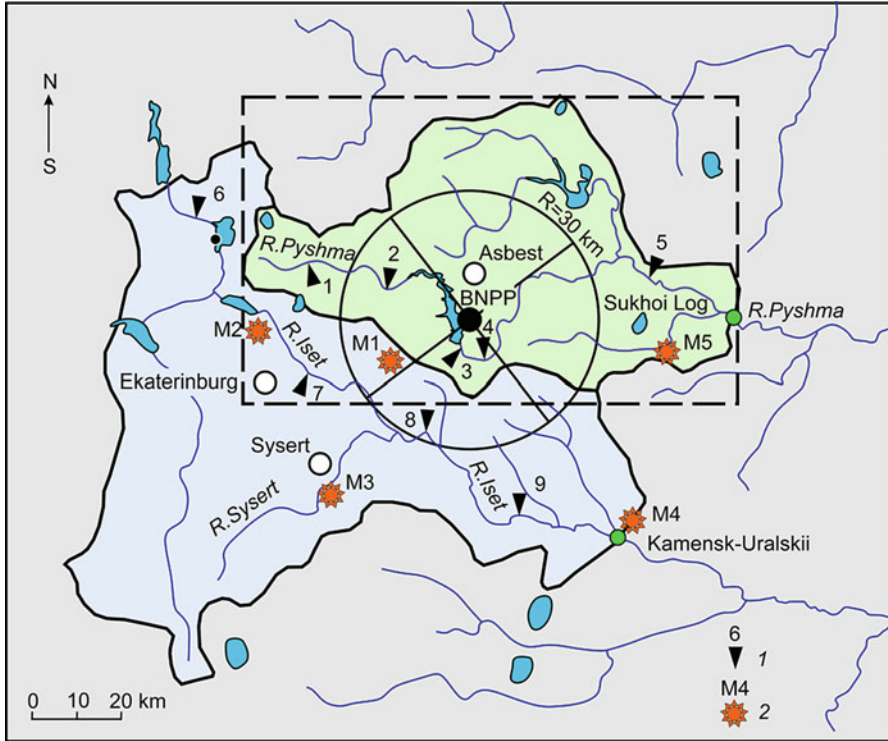 N
S
6
R.Pyshma
2
1
R=30 km
Asbest
BNPP
4
3
5
Sukhoi Log
R.Pyshma
M5
M2
R.Iset
M1
Ekaterinburg
7
8
Sysert
M3
R.Sysert
R.Iset
9
M4
Kamensk-Uralskii
6
1
M4
2
0 10 20 km